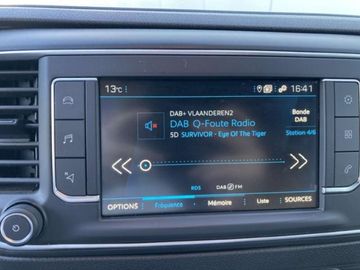 13°C 16:41
DAB+ VLAANDEREN2
DAB Q-Foute Radio
5D SURVIVOR - Eye Of The Tiger
Bande
DAB
Station 4/6
RDS DAB FM
OPTIONS Fréquence Mémoire Liste SOURCES